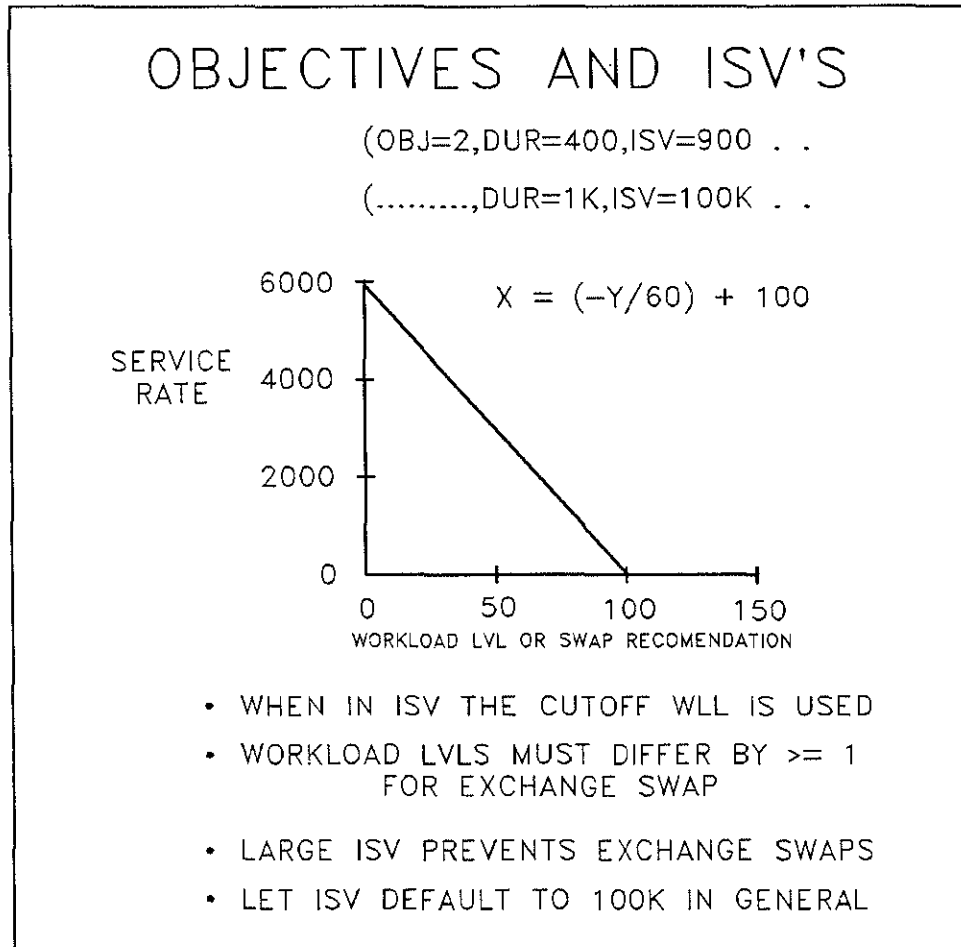 OBJECTIVES AND ISV'S
(OBJ=2,DUR=400,ISV=900 . .
(.........,DUR=1K,ISV=100K . .
X = (-Y/60) + 100
SERVICE
RATE
6000
4000
2000
0
0 50 100 150
WORKLOAD LVL OR SWAP RECOMENDATION
• WHEN IN ISV THE CUTOFF WLL IS USED
• WORKLOAD LVLS MUST DIFFER BY >= 1
FOR EXCHANGE SWAP
• LARGE ISV PREVENTS EXCHANGE SWAPS
• LET ISV DEFAULT TO 100K IN GENERAL